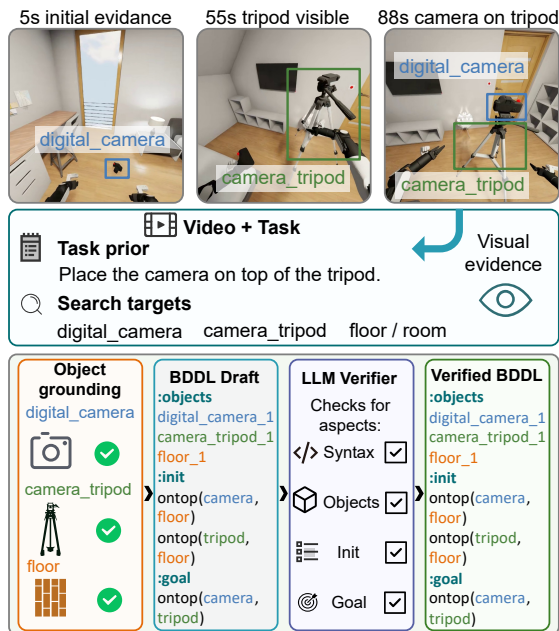 5s initial evidance
55s tripod visible
88s camera on tripod
digital_camera
camera_tripod
digital_camera
camera_tripod
Video + Task
Task prior
Place the camera on top of the tripod.
Search targets
digital_camera camera_tripod floor / room
Visual
evidence
Object
grounding
digital_camera
camera_tripod
floor
BDDL Draft
:objects
digital_camera_1
camera_tripod_1
floor_1
:init
ontop(camera,
floor)
ontop(tripod,
floor)
:goal
ontop(camera,
tripod)
LLM Verifier
Checks for
aspects:
Syntax
Objects
Init
Goal
Verified BDDL
:objects
digital_camera_1
camera_tripod_1
floor_1
:init
ontop(camera,
floor)
ontop(tripod,
floor)
:goal
ontop(camera,
tripod)